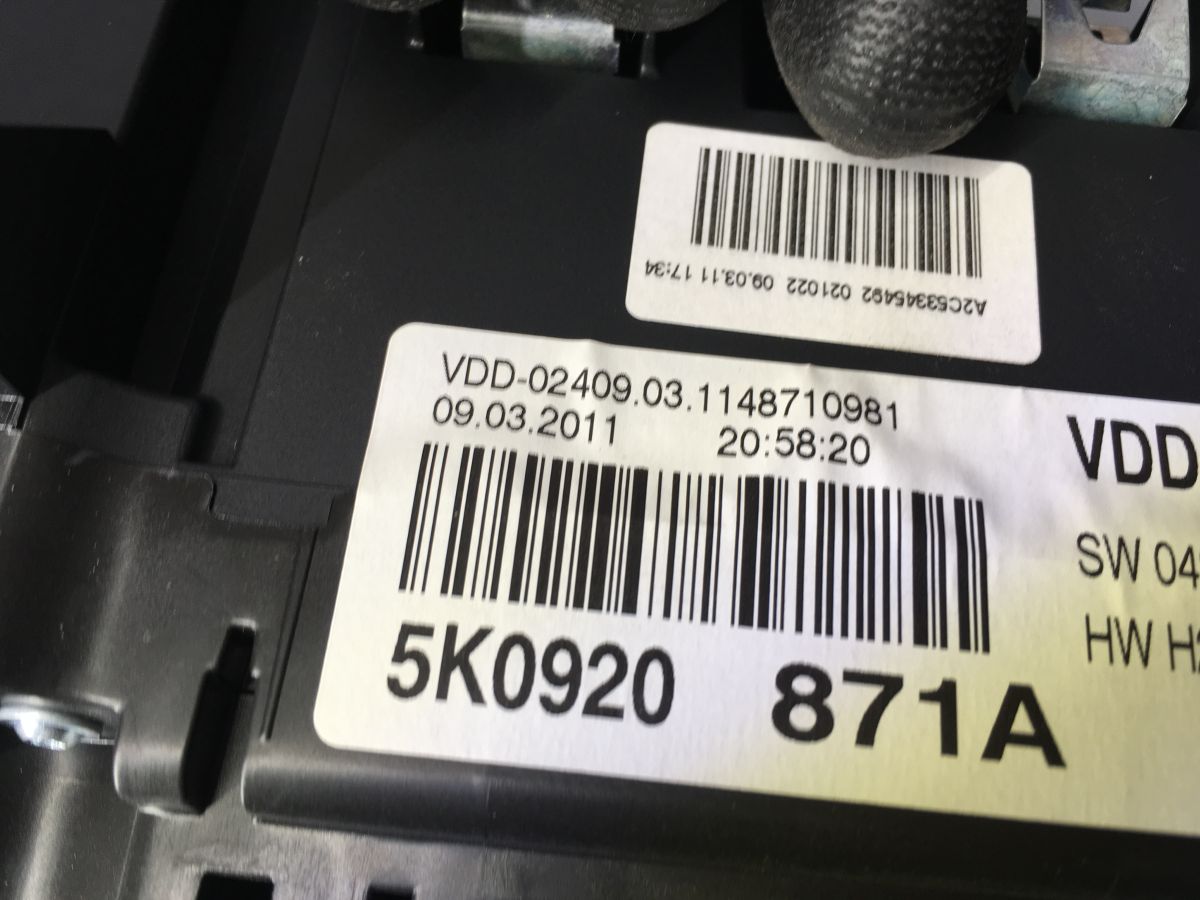 A2C53345492 021022 09.03.11 17:34
VDD-02409.03.1148710981
09.03.2011 20:58:20
5K0920 871A
VDD
SW 04
HW H